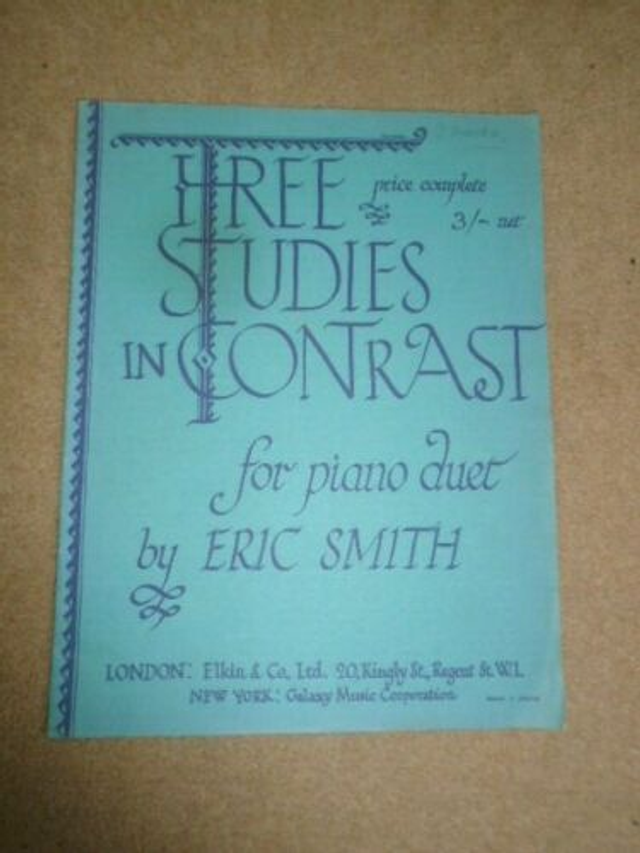 THREE
price complete
3/- net
STUDIES
IN CONTRAST
for piano duet
by ERIC SMITH
LONDON: Elkin & Co, Ltd. 20, Kingly St., Regent St. W.1.
NEW YORK: Galaxy Music Corporation